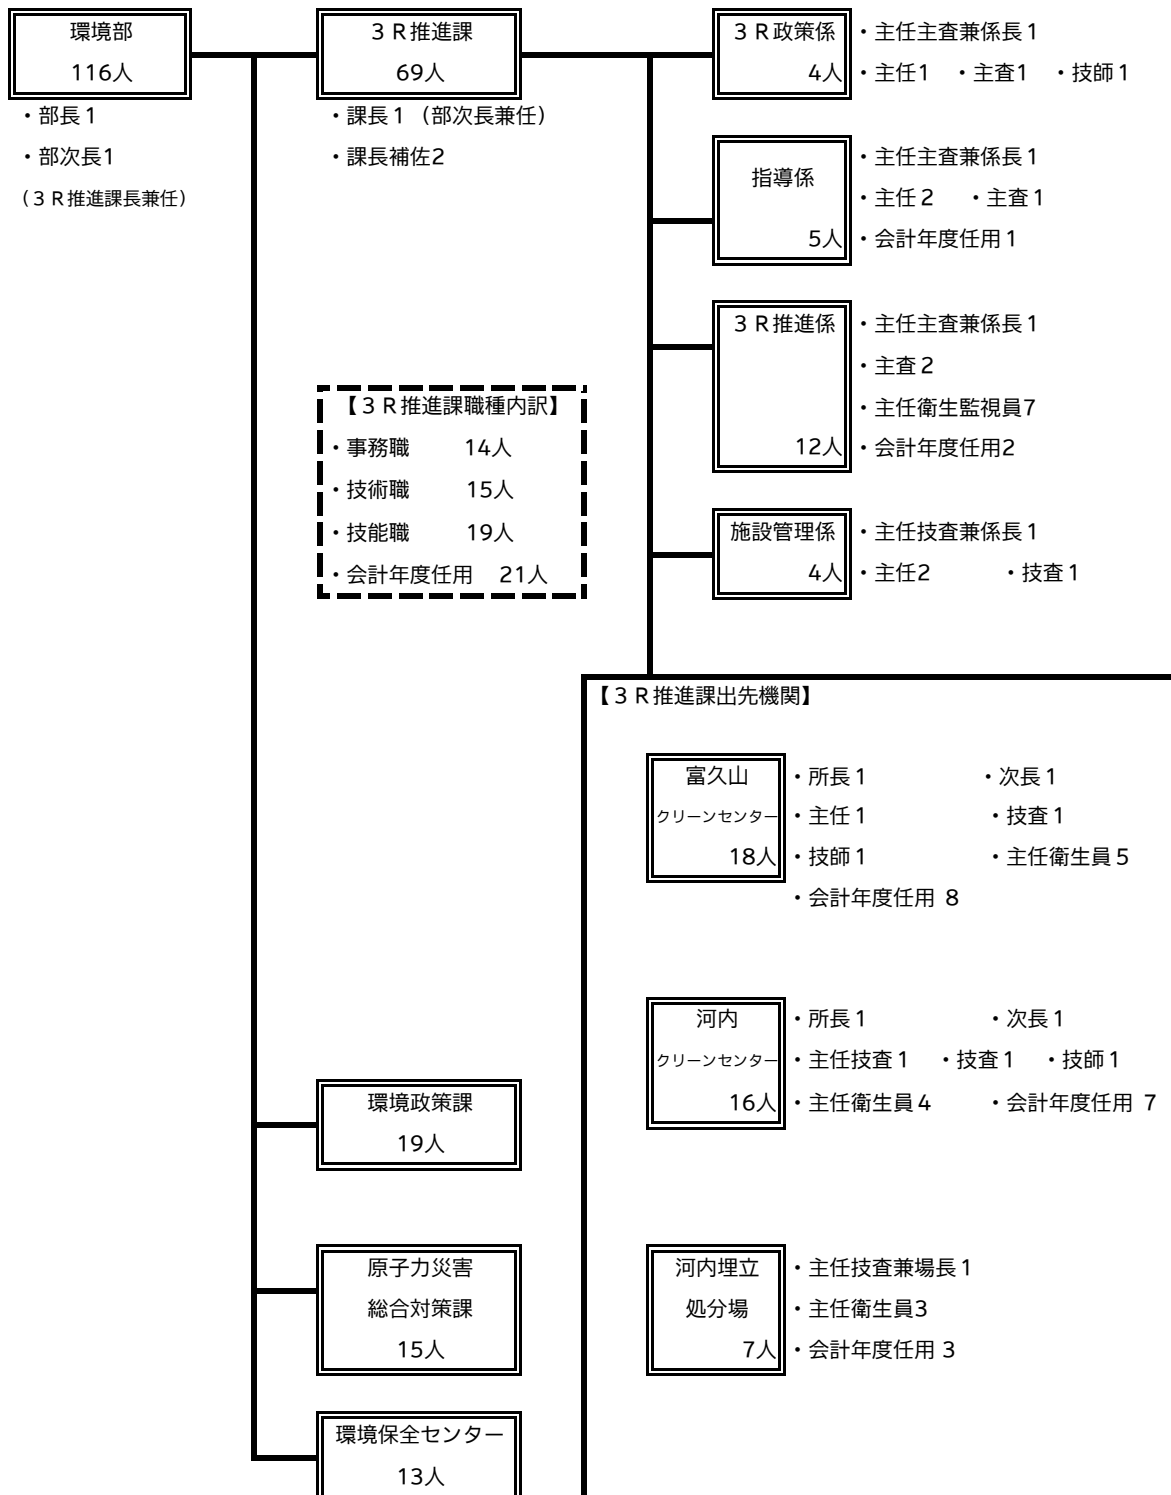 環境部
116人
・部長１
・部次長1
（３Ｒ推進課長兼任）
３Ｒ推進課
69人
・課長１（部次長兼任）
・課長補佐2
３Ｒ政策係
4人
・主任主査兼係長１
・主任1　・主査1　・技師１
指導係
5人
・主任主査兼係長１
・主任２　・主査１
・会計年度任用１
３Ｒ推進係
12人
・主任主査兼係長１
・主査２
・主任衛生監視員7
・会計年度任用2
【３Ｒ推進課職種内訳】
・事務職　14人
・技術職　15人
・技能職　19人
・会計年度任用　21人
施設管理係
4人
・主任技査兼係長１
・主任2　・技査１
【３Ｒ推進課出先機関】
富久山
クリーンセンター
18人
・所長１　・次長１
・主任１　・技査１
・技師１　・主任衛生員５
・会計年度任用 ８
河内
クリーンセンター
16人
・所長１　・次長１
・主任技査１　・技査１　・技師１
・主任衛生員４　・会計年度任用 ７
河内埋立
処分場
7人
・主任技査兼場長１
・主任衛生員3
・会計年度任用 ３
環境政策課
19人
原子力災害
総合対策課
15人
環境保全センター
13人